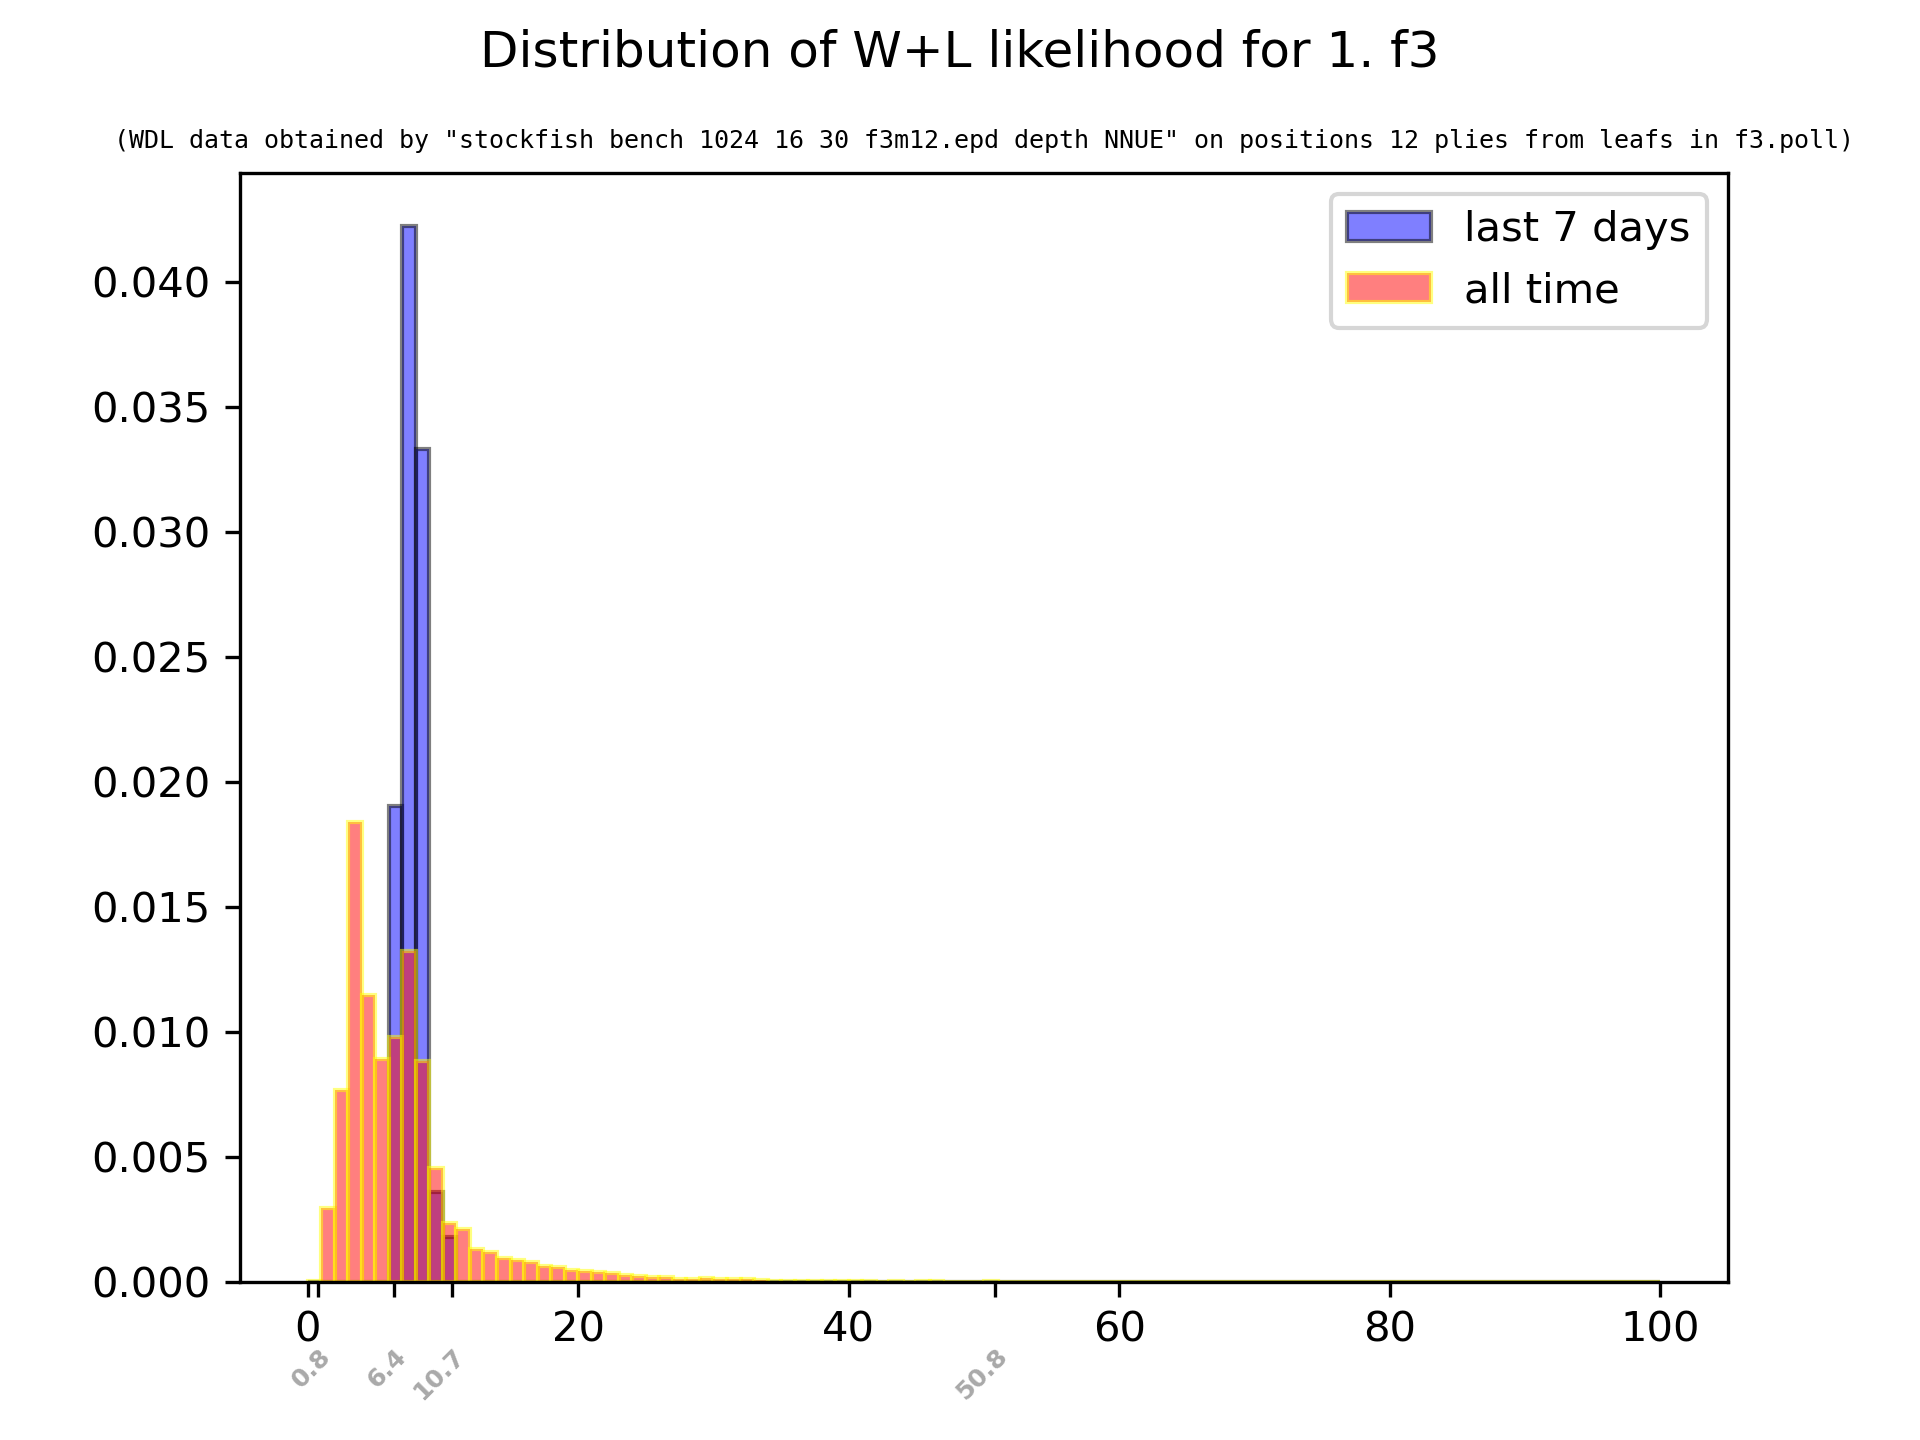 Distribution of W+L likelihood for 1. f3
(WDL data obtained by "stockfish bench 1024 16 30 f3m12.epd depth NNUE" on positions 12 plies from leafs in f3.poll)
last 7 days
all time
0.040
0.035
0.030
0.025
0.020
0.015
0.010
0.005
0.000
0 20 40 60 80 100
0.8 6.4 10.7 50.8